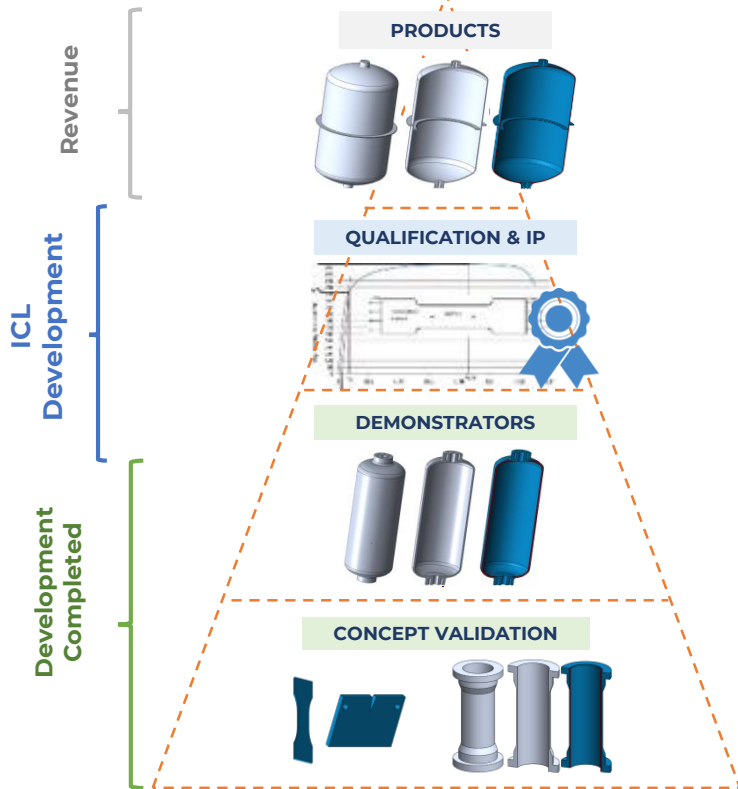 PRODUCTS
Revenue
QUALIFICATION & IP
ICL
Development
DEMONSTRATORS
Development
Completed
CONCEPT VALIDATION